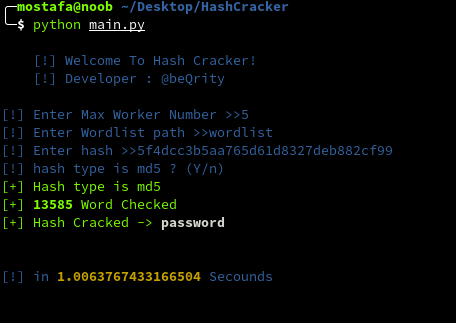 mostafa@noob ~/Desktop/HashCracker
$ python main.py
[!] Welcome To Hash Cracker!
[!] Developer : @beQrity
[!] Enter Max Worker Number >>5
[!] Enter Wordlist path >>wordlist
[!] Enter hash >>5f4dcc3b5aa765d61d8327deb882cf99
[!] hash type is md5 ? (Y/n)
[+] Hash type is md5
[+] 13585 Word Checked
[+] Hash Cracked -> password
[!] in 1.0063767433166504 Secounds